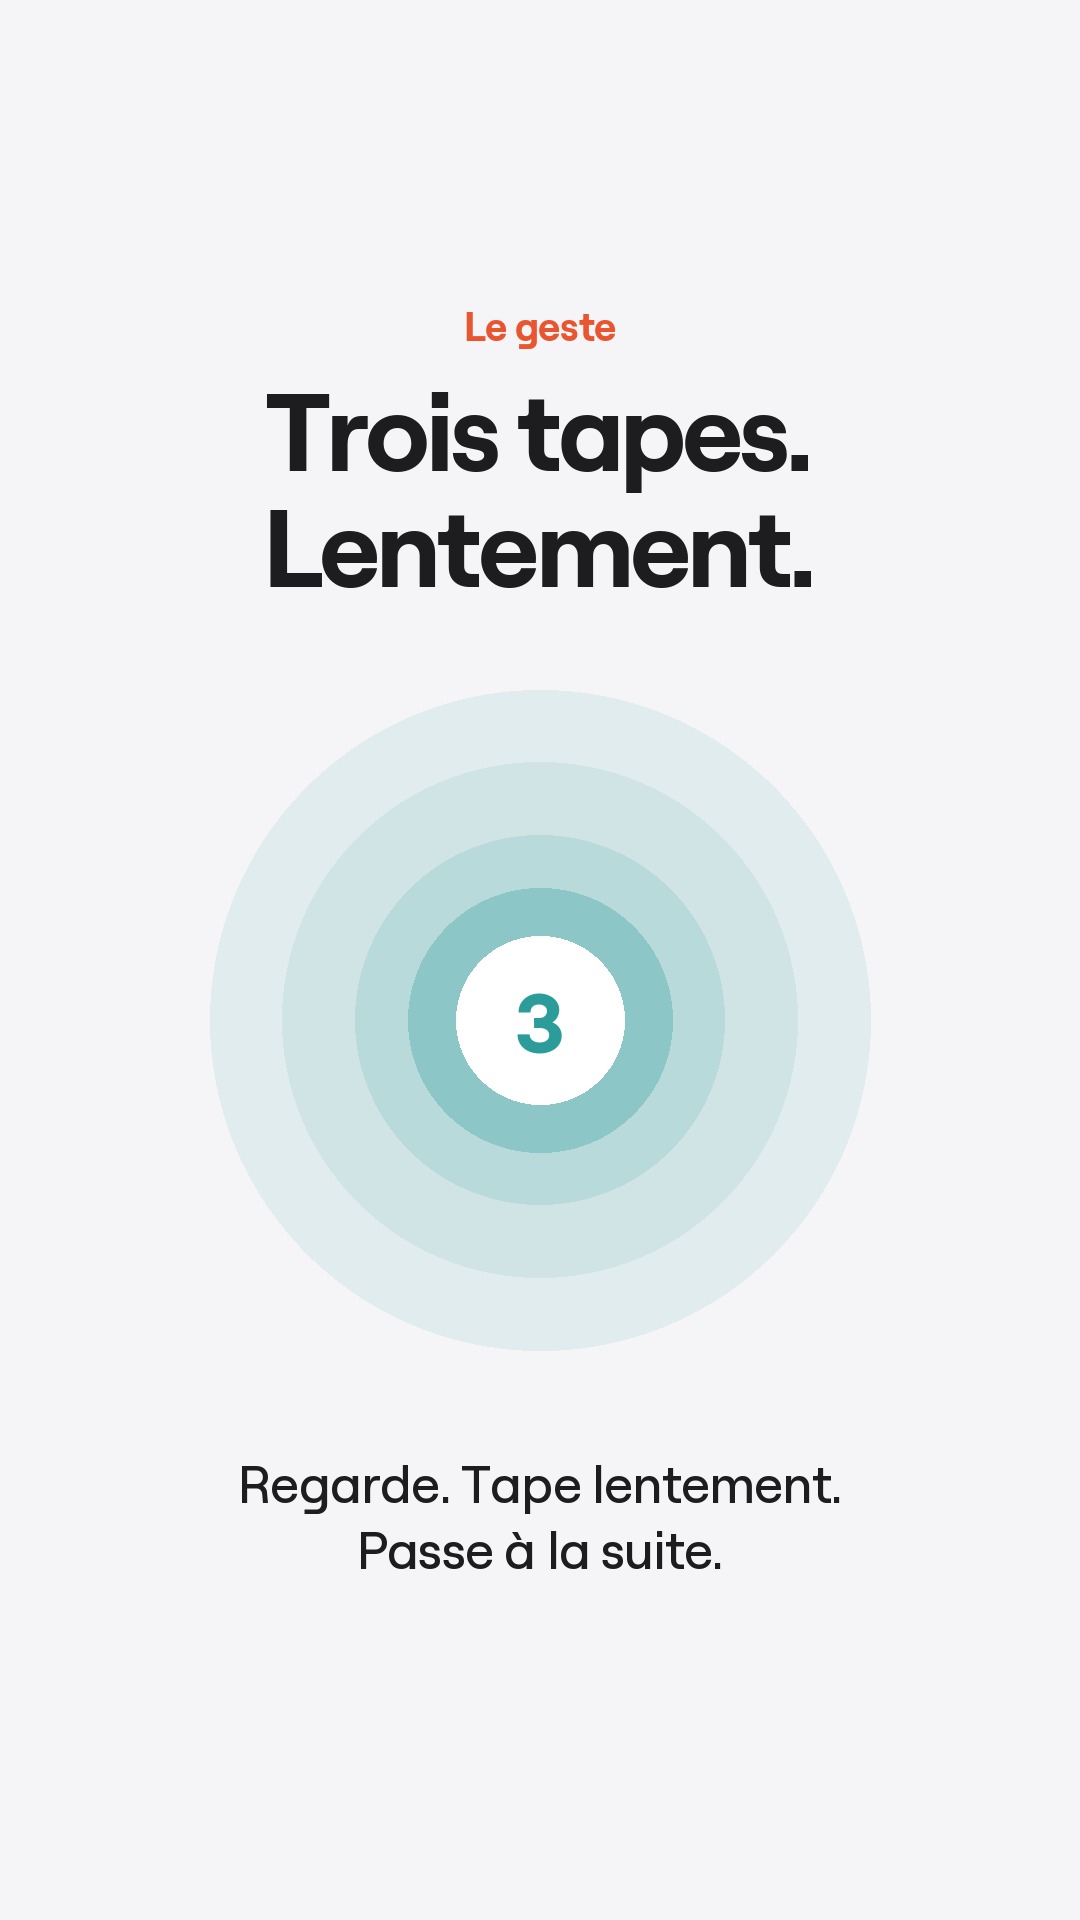 Le geste
Trois tapes.
Lentement.
3
Regarde. Tape lentement.
Passe à la suite.